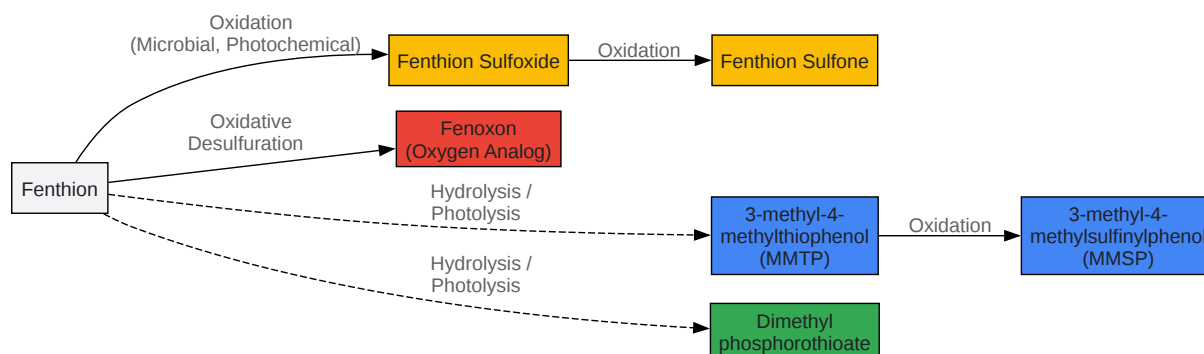 Oxidation
(Microbial, Photochemical)
Fenthion Sulfoxide
Oxidation
Fenthion Sulfone
Oxidative
Desulfuration
Fenoxon
(Oxygen Analog)
Fenthion
Hydrolysis /
Photolysis
3-methyl-4-
methylthiophenol
(MMTP)
Oxidation
3-methyl-4-
methylsulfinylphenol
(MMSP)
Hydrolysis /
Photolysis
Dimethyl
phosphorothioate